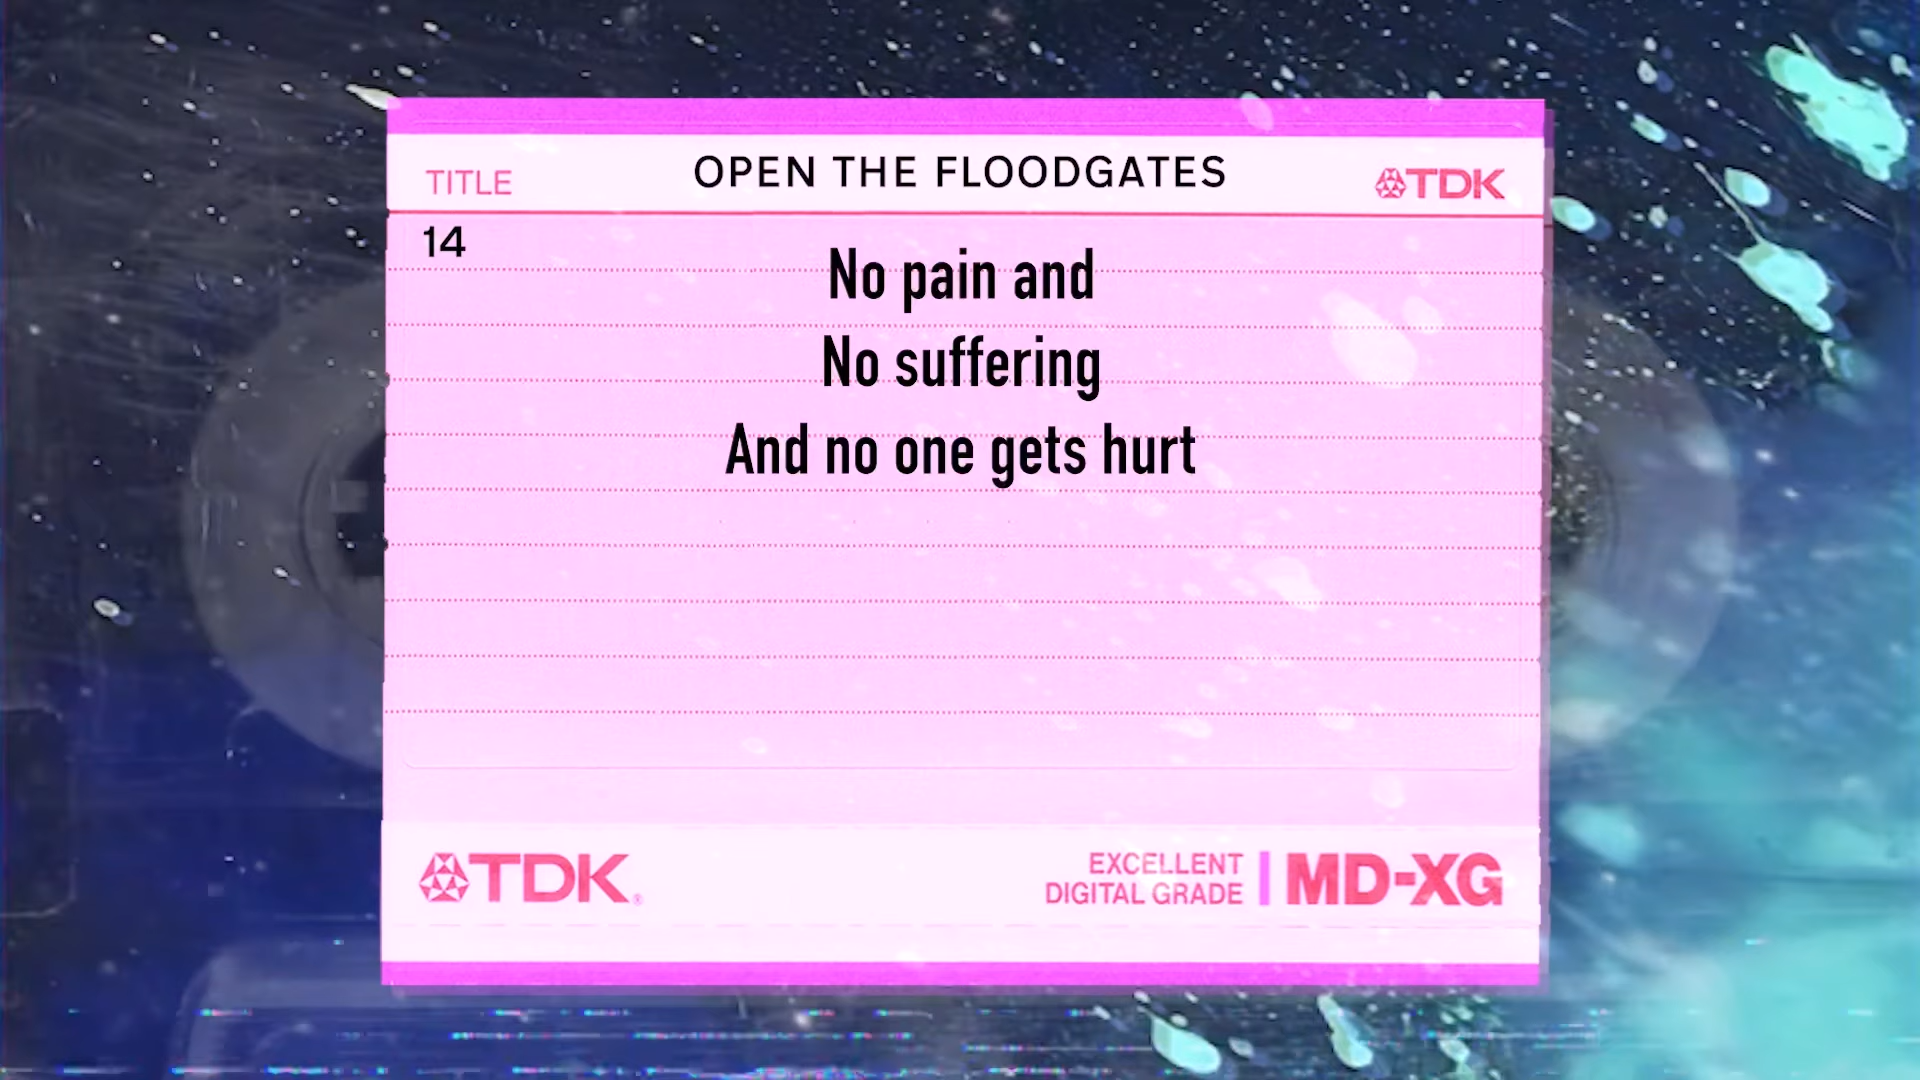 TITLE
OPEN THE FLOODGATES
TDK
14
No pain and
No suffering
And no one gets hurt
TDK®
EXCELLENT
DIGITAL GRADE
MD-XG